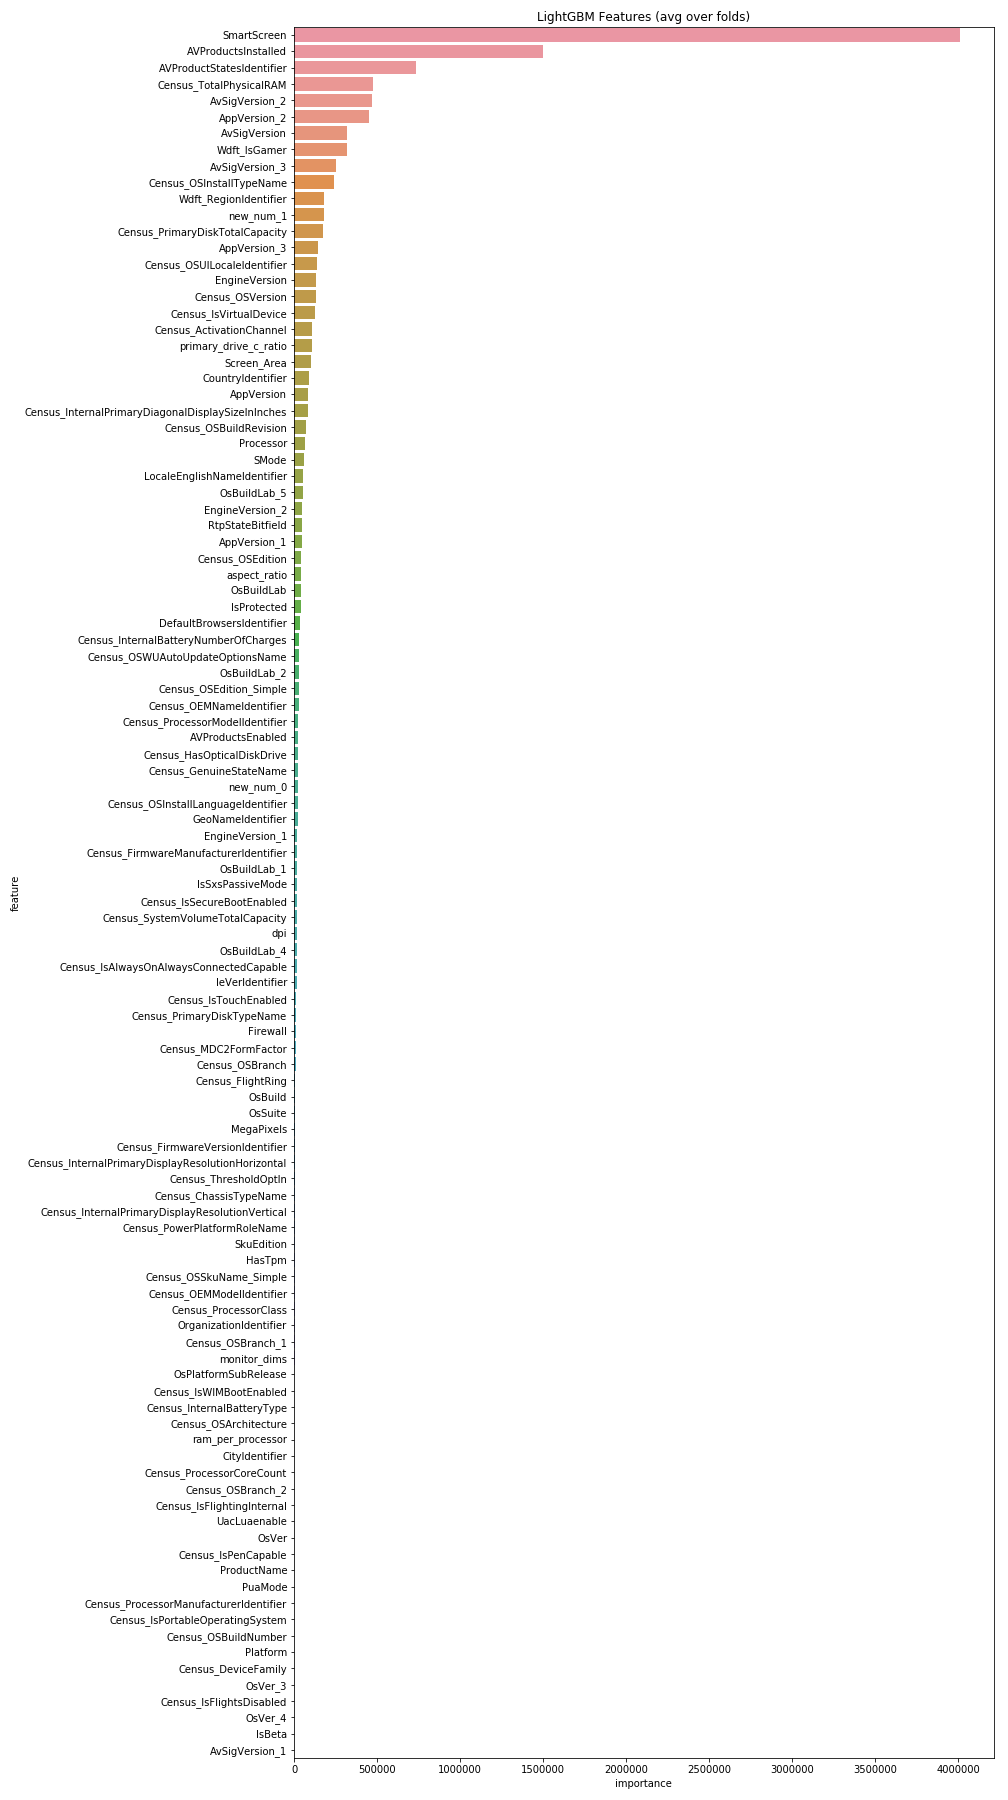 LightGBM Features (avg over folds)
SmartScreen
AVProductsInstalled
AVProductStatesIdentifier
Census_TotalPhysicalRAM
AvSigVersion_2
AppVersion_2
AvSigVersion
Wdft_IsGamer
AvSigVersion_3
Census_OSInstallTypeName
Wdft_RegionIdentifier
new_num_1
Census_PrimaryDiskTotalCapacity
AppVersion_3
Census_OSUILocaleIdentifier
EngineVersion
Census_OSVersion
Census_IsVirtualDevice
Census_ActivationChannel
primary_drive_c_ratio
Screen_Area
CountryIdentifier
AppVersion
Census_InternalPrimaryDiagonalDisplaySizeInInches
Census_OSBuildRevision
Processor
SMode
LocaleEnglishNameIdentifier
OsBuildLab_5
EngineVersion_2
RtpStateBitfield
AppVersion_1
Census_OSEdition
aspect_ratio
OsBuildLab
IsProtected
DefaultBrowsersIdentifier
Census_InternalBatteryNumberOfCharges
Census_OSWUAutoUpdateOptionsName
OsBuildLab_2
Census_OSEdition_Simple
Census_OEMNameIdentifier
Census_ProcessorModelIdentifier
AVProductsEnabled
Census_HasOpticalDiskDrive
Census_GenuineStateName
new_num_0
Census_OSInstallLanguageIdentifier
GeoNameIdentifier
EngineVersion_1
Census_FirmwareManufacturerIdentifier
OsBuildLab_1
IsSxsPassiveMode
Census_IsSecureBootEnabled
Census_SystemVolumeTotalCapacity
dpi
OsBuildLab_4
Census_IsAlwaysOnAlwaysConnectedCapable
IeVerIdentifier
Census_IsTouchEnabled
Census_PrimaryDiskTypeName
Firewall
Census_MDC2FormFactor
Census_OSBranch
Census_FlightRing
OsBuild
OsSuite
MegaPixels
Census_FirmwareVersionIdentifier
Census_InternalPrimaryDisplayResolutionHorizontal
Census_ThresholdOptIn
Census_ChassisTypeName
Census_InternalPrimaryDisplayResolutionVertical
Census_PowerPlatformRoleName
SkuEdition
HasTpm
Census_OSSkuName_Simple
Census_OEMModelIdentifier
Census_ProcessorClass
OrganizationIdentifier
Census_OSBranch_1
monitor_dims
OsPlatformSubRelease
Census_IsWIMBootEnabled
Census_InternalBatteryType
Census_OSArchitecture
ram_per_processor
CityIdentifier
Census_ProcessorCoreCount
Census_OSBranch_2
Census_IsFlightingInternal
UacLuaenable
OsVer
Census_IsPenCapable
ProductName
PuaMode
Census_ProcessorManufacturerIdentifier
Census_IsPortableOperatingSystem
Census_OSBuildNumber
Platform
Census_DeviceFamily
OsVer_3
Census_IsFlightsDisabled
OsVer_4
IsBeta
AvSigVersion_1
feature
0 500000 1000000 1500000 2000000 2500000 3000000 3500000 4000000
importance